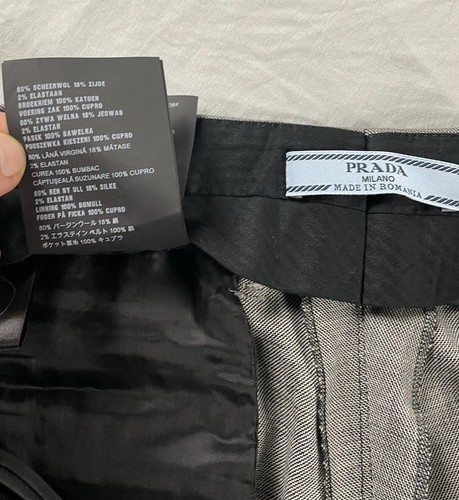 80% SCHEERWOL 18% ZIJDE
2% ELASTAAN
BROEKRIEM 100% KATOEN
VOERING ZAK 100% CUPRO
80% ŻYWA WEŁNA 18% JEDWAB
2% ELASTAN
PASEK 100% BAWEŁNA
POSZEWKA KIESZENI 100% CUPRO
80% LÂNĂ VIRGINĂ 18% MĂTASE
2% ELASTAN
CUREA 100% BUMBAC
CĂPTUŞEALĂ BUZUNARE 100% CUPRO
80% REN NY ULL 18% SILKE
2% ELASTAN
LINNING 100% BOMULL
FODER PÅ FICKA 100% CUPRO
80% バージンウール 18% 絹
2% エラステイン ベルト 100% 綿
ポケット裏地 100% キュプラ
PRADA
MILANO
MADE IN ROMANIA